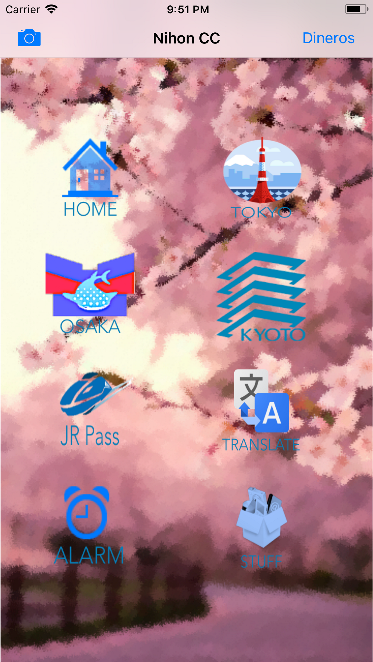 Carrier 9:51 PM
Nihon CC Dineros
HOME TOKYO
OSAKA KYOTO
文 A
JR Pass TRANSLATE
ALARM STUFF